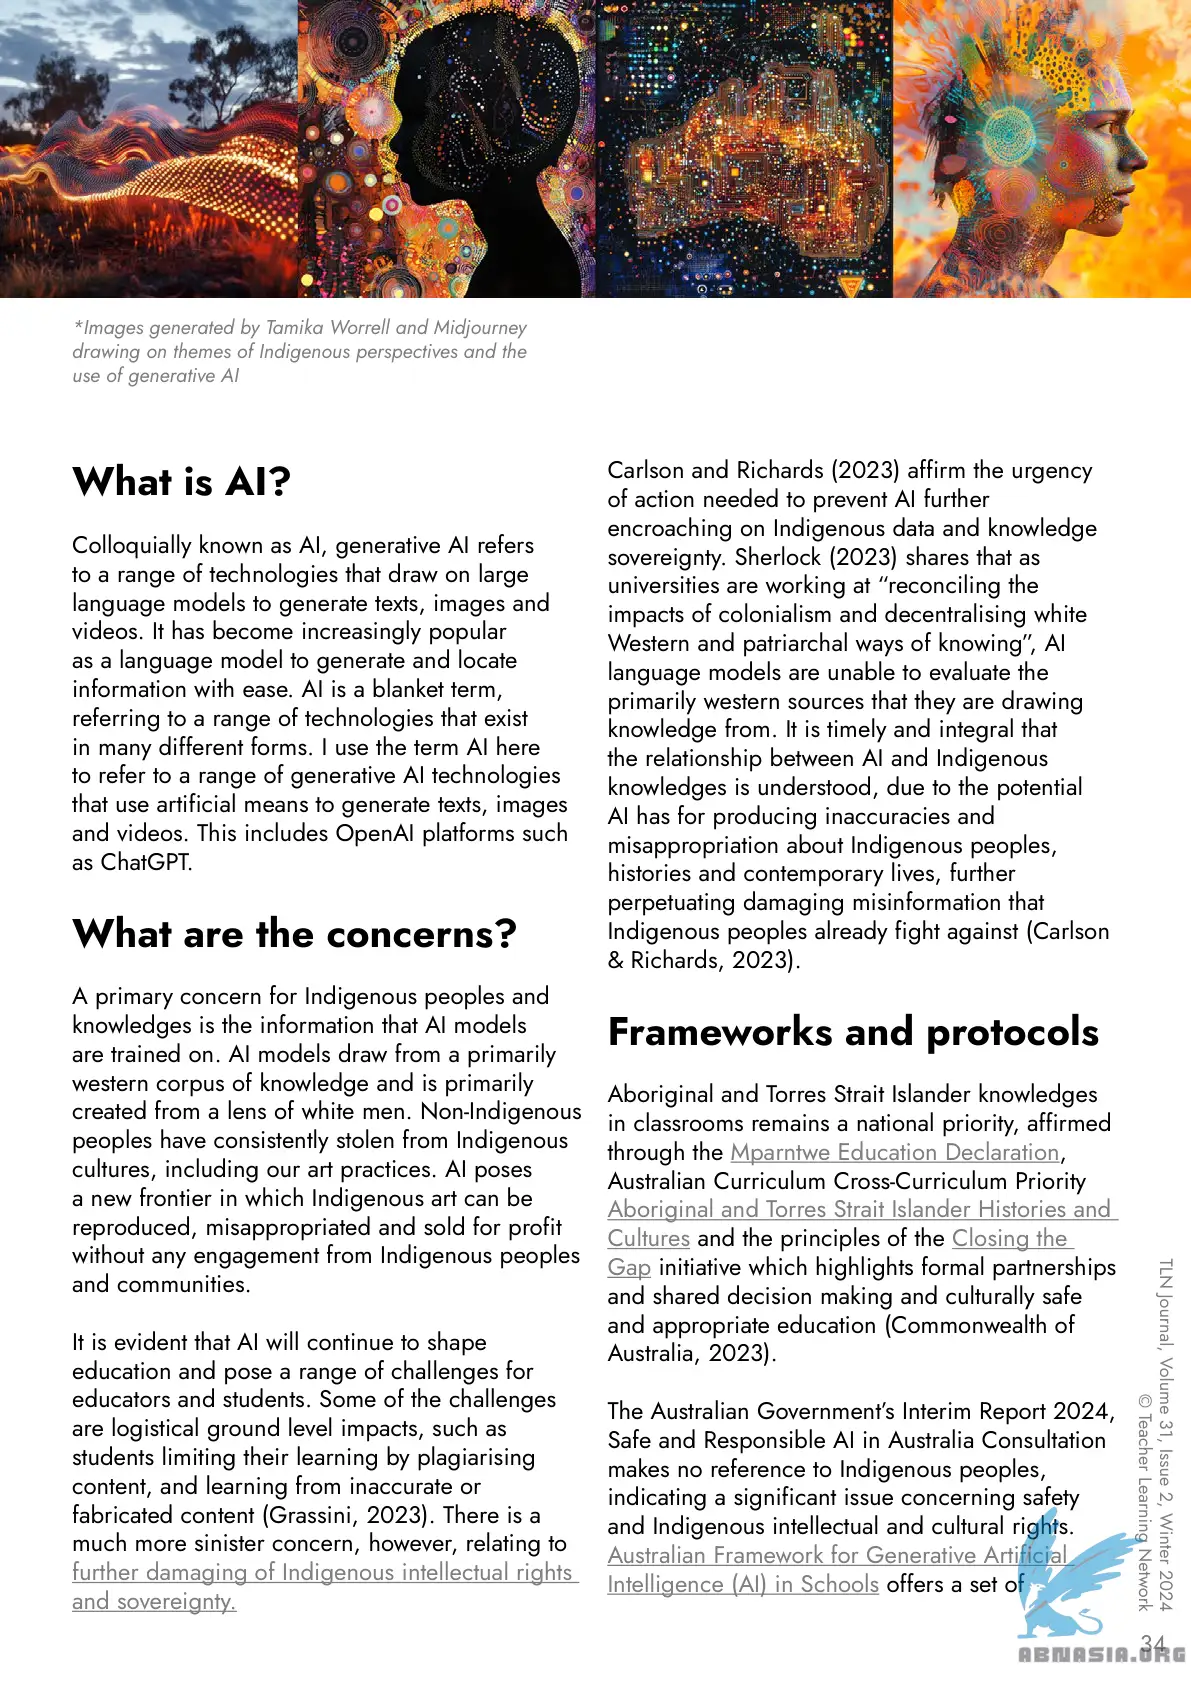 *Images generated by Tamika Worrell and Midjourney
drawing on themes of Indigenous perspectives and the
use of generative AI
What is AI?
Colloquially known as AI, generative AI refers
to a range of technologies that draw on large
language models to generate texts, images and
videos. It has become increasingly popular
as a language model to generate and locate
information with ease. AI is a blanket term,
referring to a range of technologies that exist
in many different forms. I use the term AI here
to refer to a range of generative AI technologies
that use artificial means to generate texts, images
and videos. This includes OpenAI platforms such
as ChatGPT.
What are the concerns?
A primary concern for Indigenous peoples and
knowledges is the information that AI models
are trained on. AI models draw from a primarily
western corpus of knowledge and is primarily
created from a lens of white men. Non-Indigenous
peoples have consistently stolen from Indigenous
cultures, including our art practices. AI poses
a new frontier in which Indigenous art can be
reproduced, misappropriated and sold for profit
without any engagement from Indigenous peoples
and communities.
It is evident that AI will continue to shape
education and pose a range of challenges for
educators and students. Some of the challenges
are logistical ground level impacts, such as
students limiting their learning by plagiarising
content, and learning from inaccurate or
fabricated content (Grassini, 2023). There is a
much more sinister concern, however, relating to
further damaging of Indigenous intellectual rights
and sovereignty.
Carlson and Richards (2023) affirm the urgency
of action needed to prevent AI further
encroaching on Indigenous data and knowledge
sovereignty. Sherlock (2023) shares that as
universities are working at “reconciling the
impacts of colonialism and decentralising white
Western and patriarchal ways of knowing”, AI
language models are unable to evaluate the
primarily western sources that they are drawing
knowledge from. It is timely and integral that
the relationship between AI and Indigenous
knowledges is understood, due to the potential
AI has for producing inaccuracies and
misappropriation about Indigenous peoples,
histories and contemporary lives, further
perpetuating damaging misinformation that
Indigenous peoples already fight against (Carlson
& Richards, 2023).
Frameworks and protocols
Aboriginal and Torres Strait Islander knowledges
in classrooms remains a national priority, affirmed
through the Mparntwe Education Declaration,
Australian Curriculum Cross-Curriculum Priority
Aboriginal and Torres Strait Islander Histories and
Cultures and the principles of the Closing the
Gap initiative which highlights formal partnerships
and shared decision making and culturally safe
and appropriate education (Commonwealth of
Australia, 2023).
The Australian Government’s Interim Report 2024,
Safe and Responsible AI in Australia Consultation
makes no reference to Indigenous peoples,
indicating a significant issue concerning safety
and Indigenous intellectual and cultural rights.
Australian Framework for Generative Artificial
Intelligence (AI) in Schools offers a set of
TLN Journal, Volume 31, Issue 2, Winter 2024
© Teacher Learning Network
34
ABNASIA.ORG